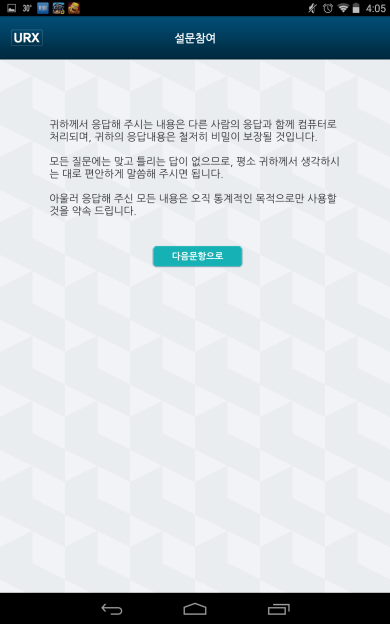 30°
4:05
URX
설문참여
귀하께서 응답해 주시는 내용은 다른 사람의 응답과 함께 컴퓨터로
처리되며, 귀하의 응답내용은 철저히 비밀이 보장될 것입니다.
모든 질문에는 맞고 틀리는 답이 없으므로, 평소 귀하께서 생각하시
는 대로 편안하게 말씀해 주시면 됩니다.
아울러 응답해 주신 모든 내용은 오직 통계적인 목적으로만 사용할
것을 약속 드립니다.
다음문항으로